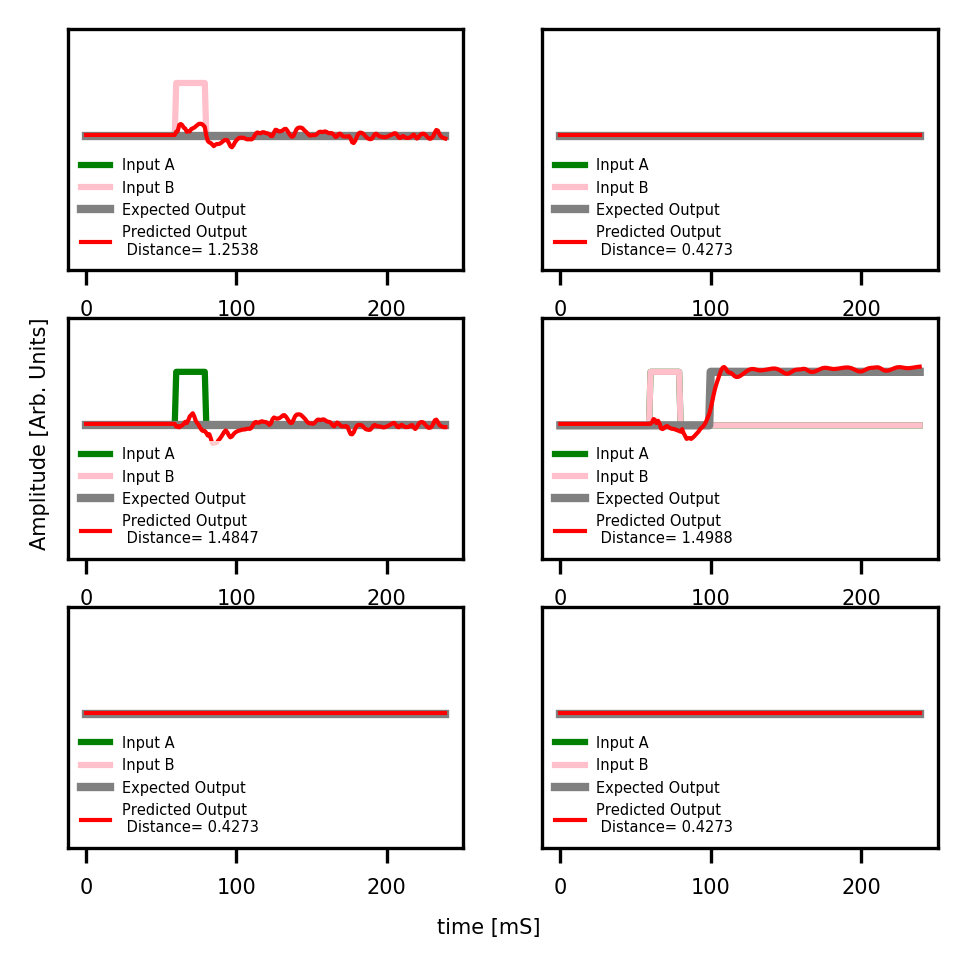 Input A
Input B
Expected Output
Predicted Output
Distance= 1.2538
0 100 200
Input A
Input B
Expected Output
Predicted Output
Distance= 0.4273
0 100 200
Amplitude [Arb. Units]
Input A
Input B
Expected Output
Predicted Output
Distance= 1.4847
0 100 200
Input A
Input B
Expected Output
Predicted Output
Distance= 1.4988
0 100 200
Input A
Input B
Expected Output
Predicted Output
Distance= 0.4273
0 100 200
Input A
Input B
Expected Output
Predicted Output
Distance= 0.4273
0 100 200
time [mS]